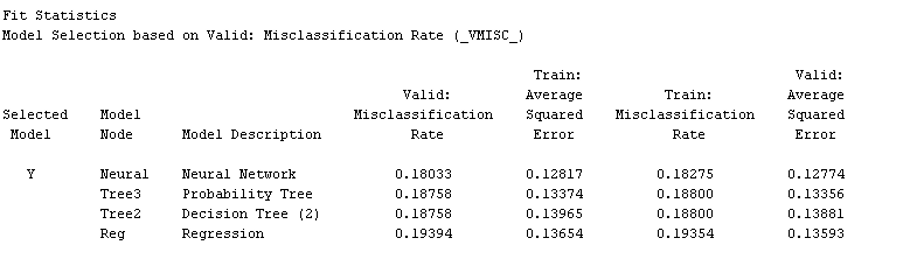 Fit Statistics
Model Selection based on Valid: Misclassification Rate (_VMISC_)
Train: Valid:
Valid: Average Train: Average
Selected Model Misclassification Squared Misclassification Squared
Model Node Model Description Rate Error Rate Error
Y Neural Neural Network 0.18033 0.12817 0.18275 0.12774
Tree3 Probability Tree 0.18758 0.13374 0.18800 0.13356
Tree2 Decision Tree (2) 0.18758 0.13965 0.18800 0.13881
Reg Regression 0.19394 0.13654 0.19354 0.13593